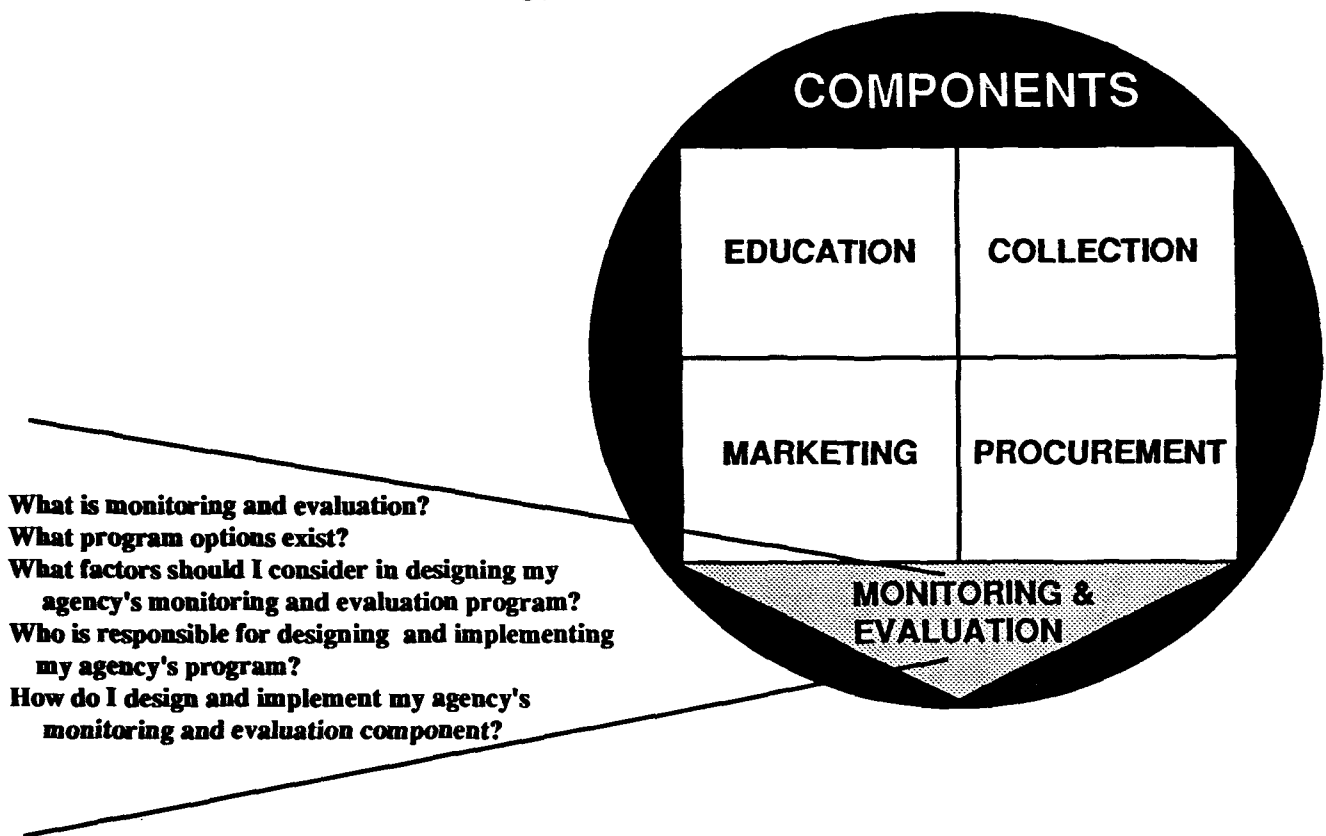 COMPONENTS
EDUCATION
COLLECTION
MARKETING
PROCUREMENT
MONITORING &
EVALUATION
What is monitoring and evaluation?
What program options exist?
What factors should I consider in designing my
agency's monitoring and evaluation program?
Who is responsible for designing and implementing
my agency's program?
How do I design and implement my agency's
monitoring and evaluation component?